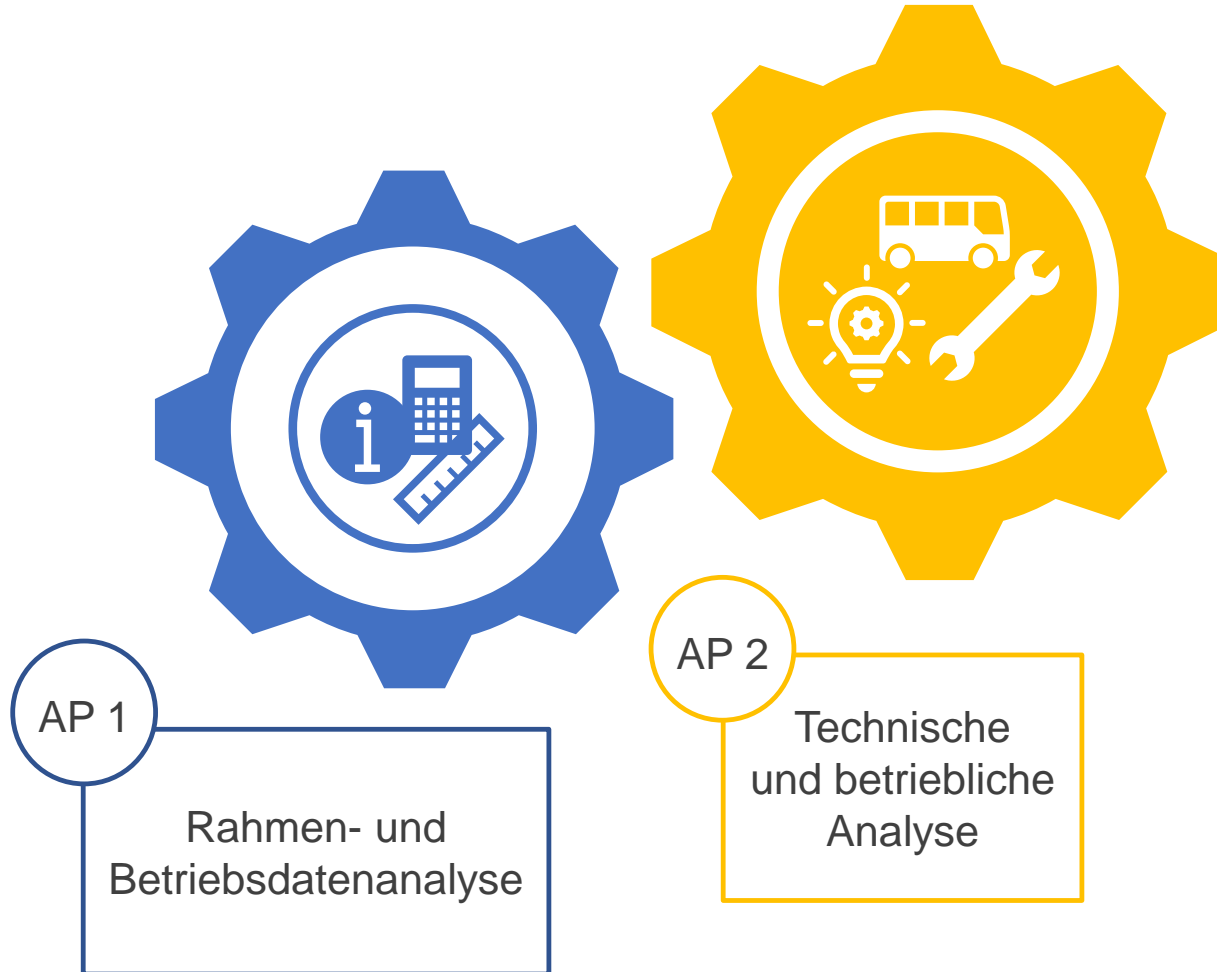 AP 1
Rahmen- und
Betriebsdatenanalyse
AP 2
Technische
und betriebliche
Analyse